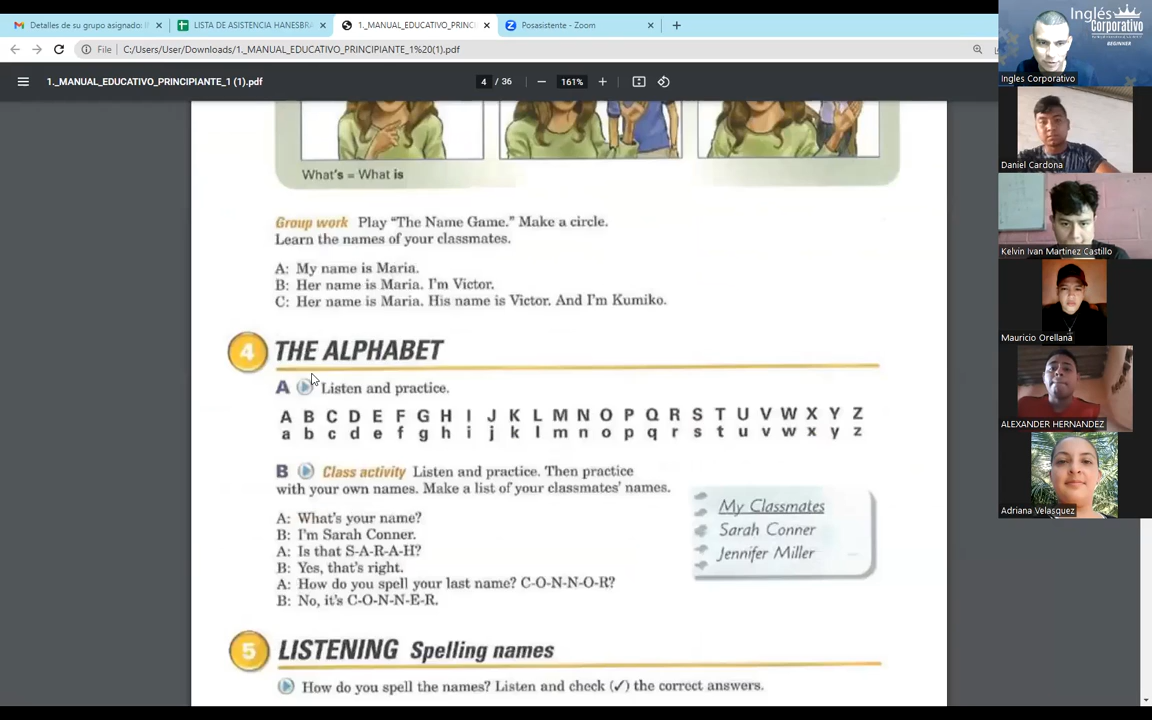 Detalles de su grupo asignado: I
LISTA DE ASISTENCIA HANESBRA
1._MANUAL_EDUCATIVO_PRINCIP
Posasistente - Zoom
File
C:/Users/User/Downloads/1._MANUAL_EDUCATIVO_PRINCIPIANTE_1%20(1).pdf
1._MANUAL_EDUCATIVO_PRINCIPIANTE_1 (1).pdf
4 / 36
161%
What's = What is
Group work Play "The Name Game." Make a circle.
Learn the names of your classmates.
A: My name is Maria.
B: Her name is Maria. I'm Victor.
C: Her name is Maria. His name is Victor. And I'm Kumiko.
4 THE ALPHABET
A Listen and practice.
A B C D E F G H I J K L M N O P Q R S T U V W X Y Z
a b c d e f g h i j k l m n o p q r s t u v w x y z
B Class activity Listen and practice. Then practice
with your own names. Make a list of your classmates' names.
A: What's your name?
B: I'm Sarah Conner.
A: Is that S-A-R-A-H?
B: Yes, that's right.
A: How do you spell your last name? C-O-N-N-O-R?
B: No, it's C-O-N-N-E-R.
My Classmates
Sarah Conner
Jennifer Miller
5 LISTENING Spelling names
How do you spell the names? Listen and check (✓) the correct answers.
Inglés
Corporativo
BEGINNER
Ingles Corporativo
Daniel Cardona
Kelvin Ivan Martinez Castillo
Mauricio Orellana
ALEXANDER HERNANDEZ
Adriana Velasquez